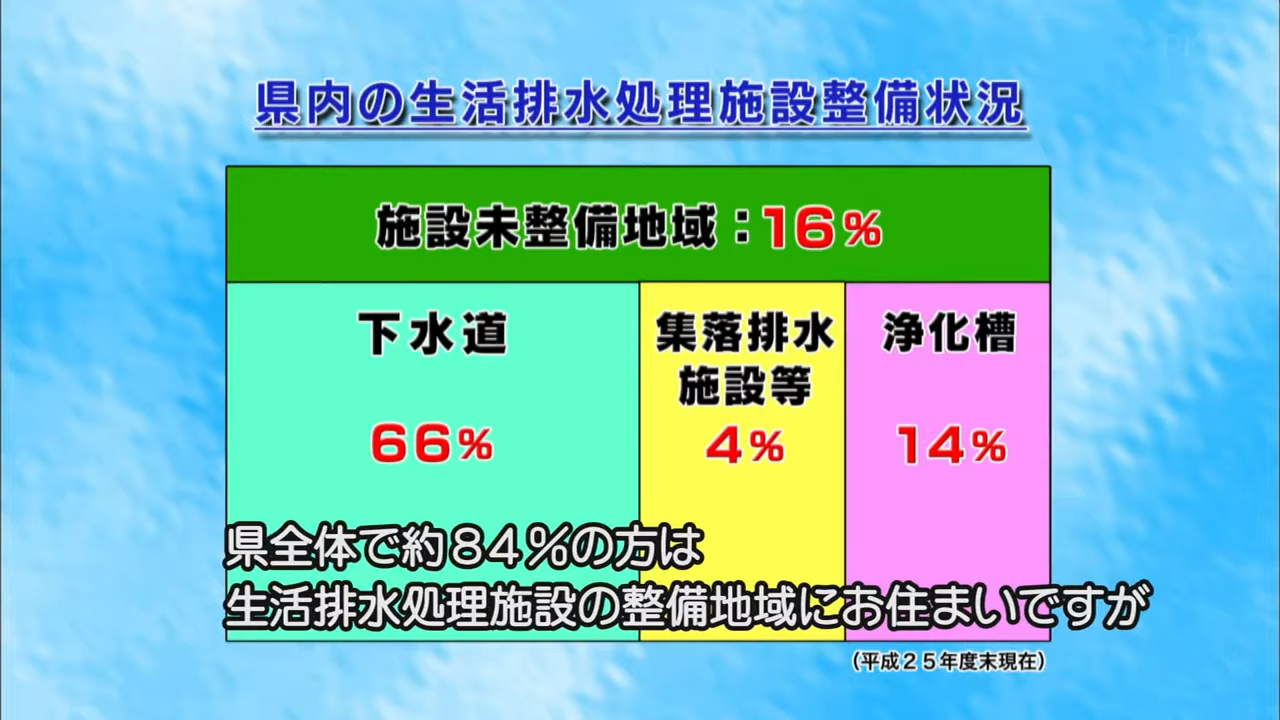 県内の生活排水処理施設整備状況
施設未整備地域：16%
下水道
66%
集落排水
施設等
4%
浄化槽
14%
県全体で約８４％の方は
生活排水処理施設の整備地域にお住まいですが
（平成２５年度末現在）